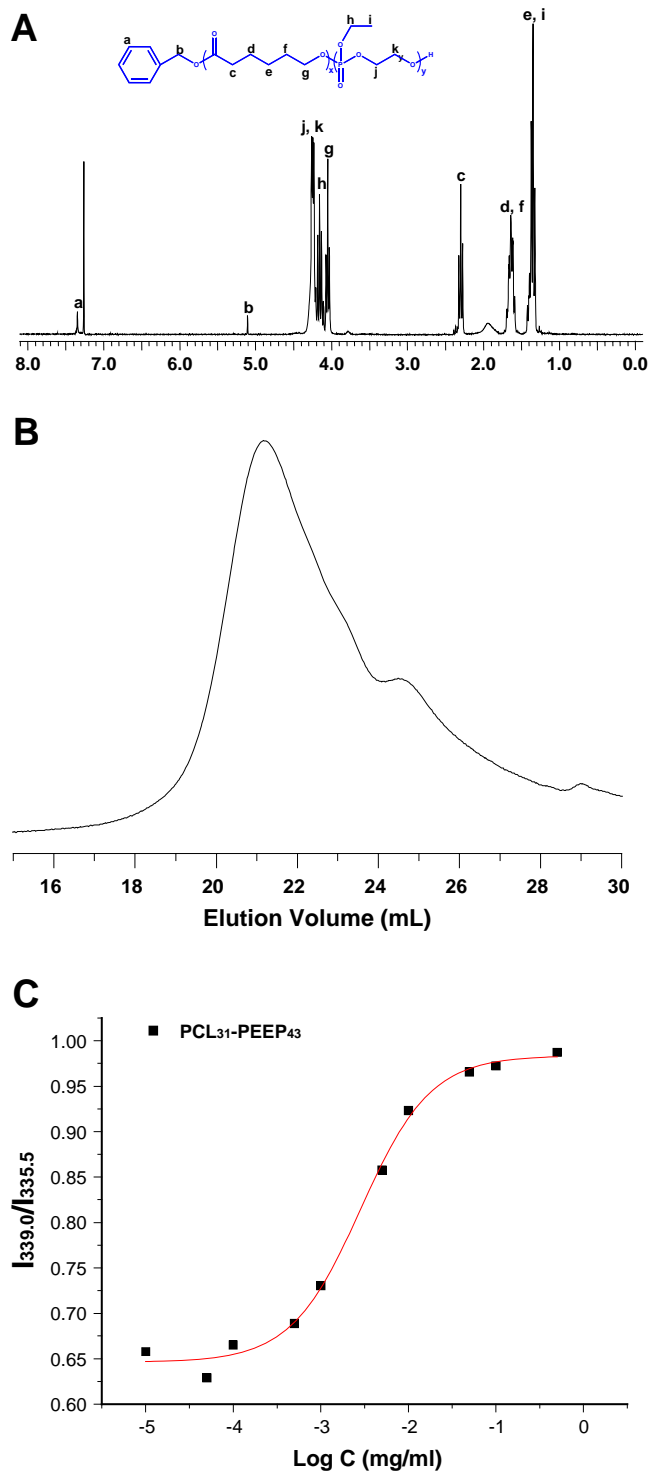 A
h i
a b d f O k
O O P O O H
c e g x O j y y
O
e, i
j, k
g
h
c
d, f
a
b
8.0 7.0 6.0 5.0 4.0 3.0 2.0 1.0 0.0
B
16 18 20 22 24 26 28 30
Elution Volume (mL)
C
PCL31-PEEP43
1.00
0.95
0.90
0.85
0.80
0.75
0.70
0.65
0.60
I339.0/I335.5
-5 -4 -3 -2 -1 0
Log C (mg/ml)